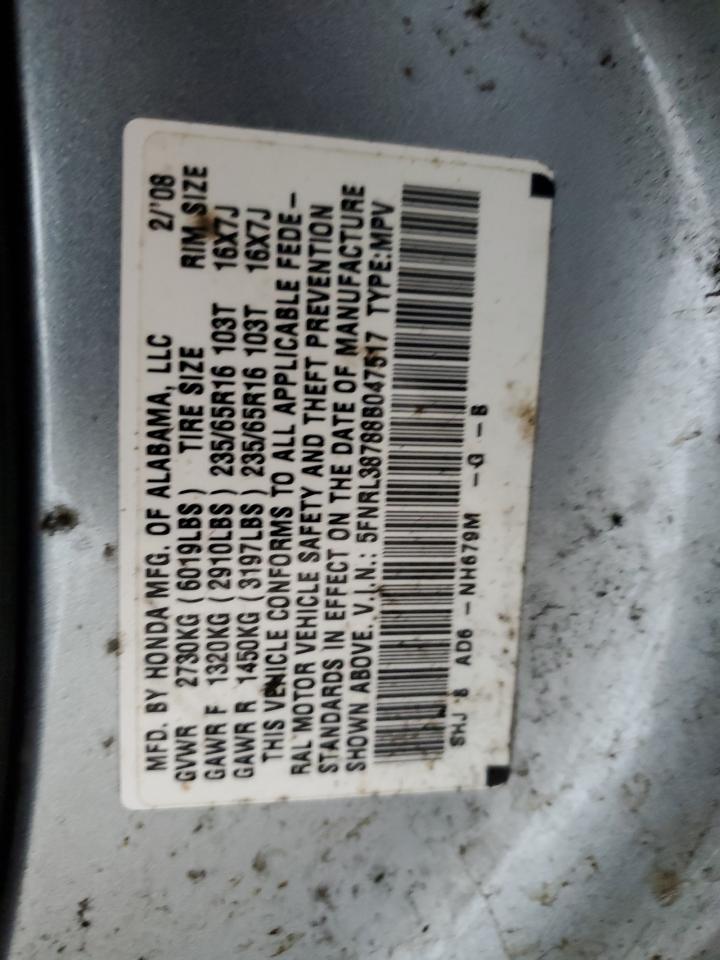 MFD. BY HONDA MFG. OF ALABAMA, LLC 2/'08
GVWR 2730KG ( 6019LBS ) TIRE SIZE RIM SIZE
GAWR F 1320KG ( 2910LBS ) 235/65R16 103T 16X7J
GAWR R 1450KG ( 3197LBS ) 235/65R16 103T 16X7J
THIS VEHICLE CONFORMS TO ALL APPLICABLE FEDE-
RAL MOTOR VEHICLE SAFETY AND THEFT PREVENTION
STANDARDS IN EFFECT ON THE DATE OF MANUFACTURE
SHOWN ABOVE. V.I.N.: 5FNRL38788B047517 TYPE:MPV
SHJ '8 AD6 -NH679M -G -B